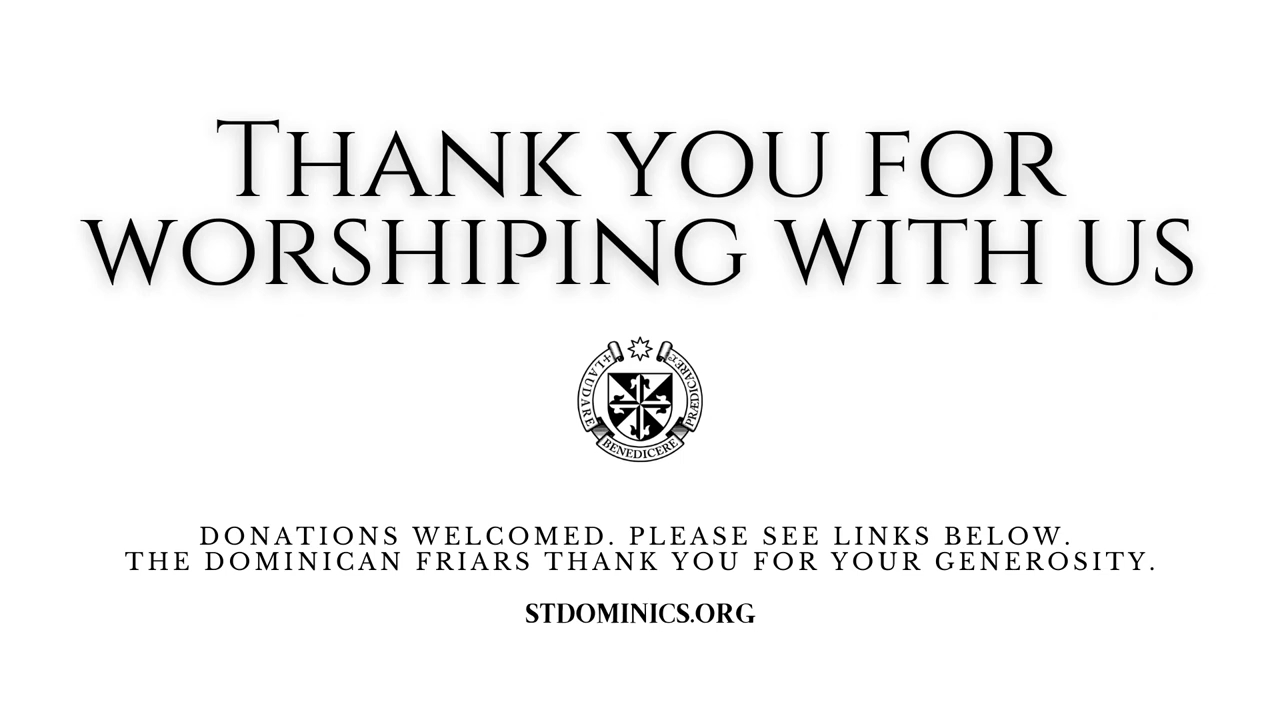 Thank you for
worshiping with us
LAUDARE
BENEDICERE
PRÆDICARE
DONATIONS WELCOMED. PLEASE SEE LINKS BELOW.
THE DOMINICAN FRIARS THANK YOU FOR YOUR GENEROSITY.
STDOMINICS.ORG